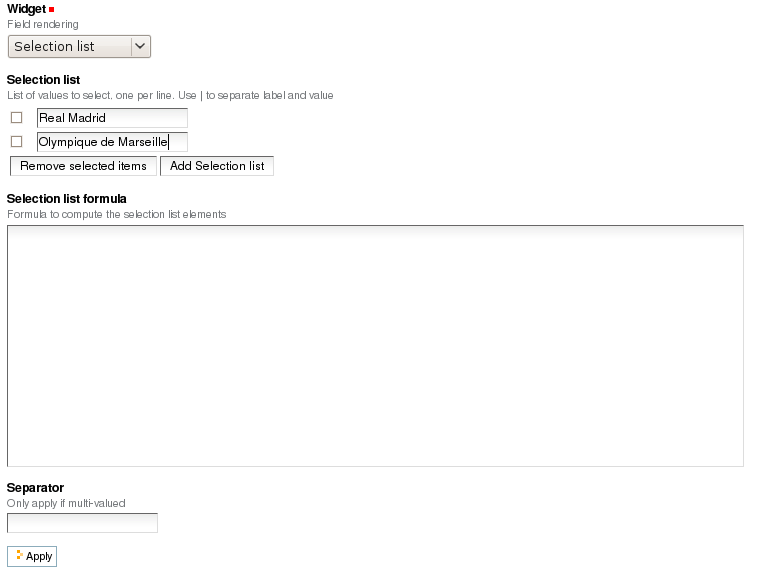 Widget
Field rendering
Selection list
Selection list
List of values to select, one per line. Use | to separate label and value
Real Madrid
Olympique de Marseille
Remove selected items Add Selection list
Selection list formula
Formula to compute the selection list elements
Separator
Only apply if multi-valued
Apply